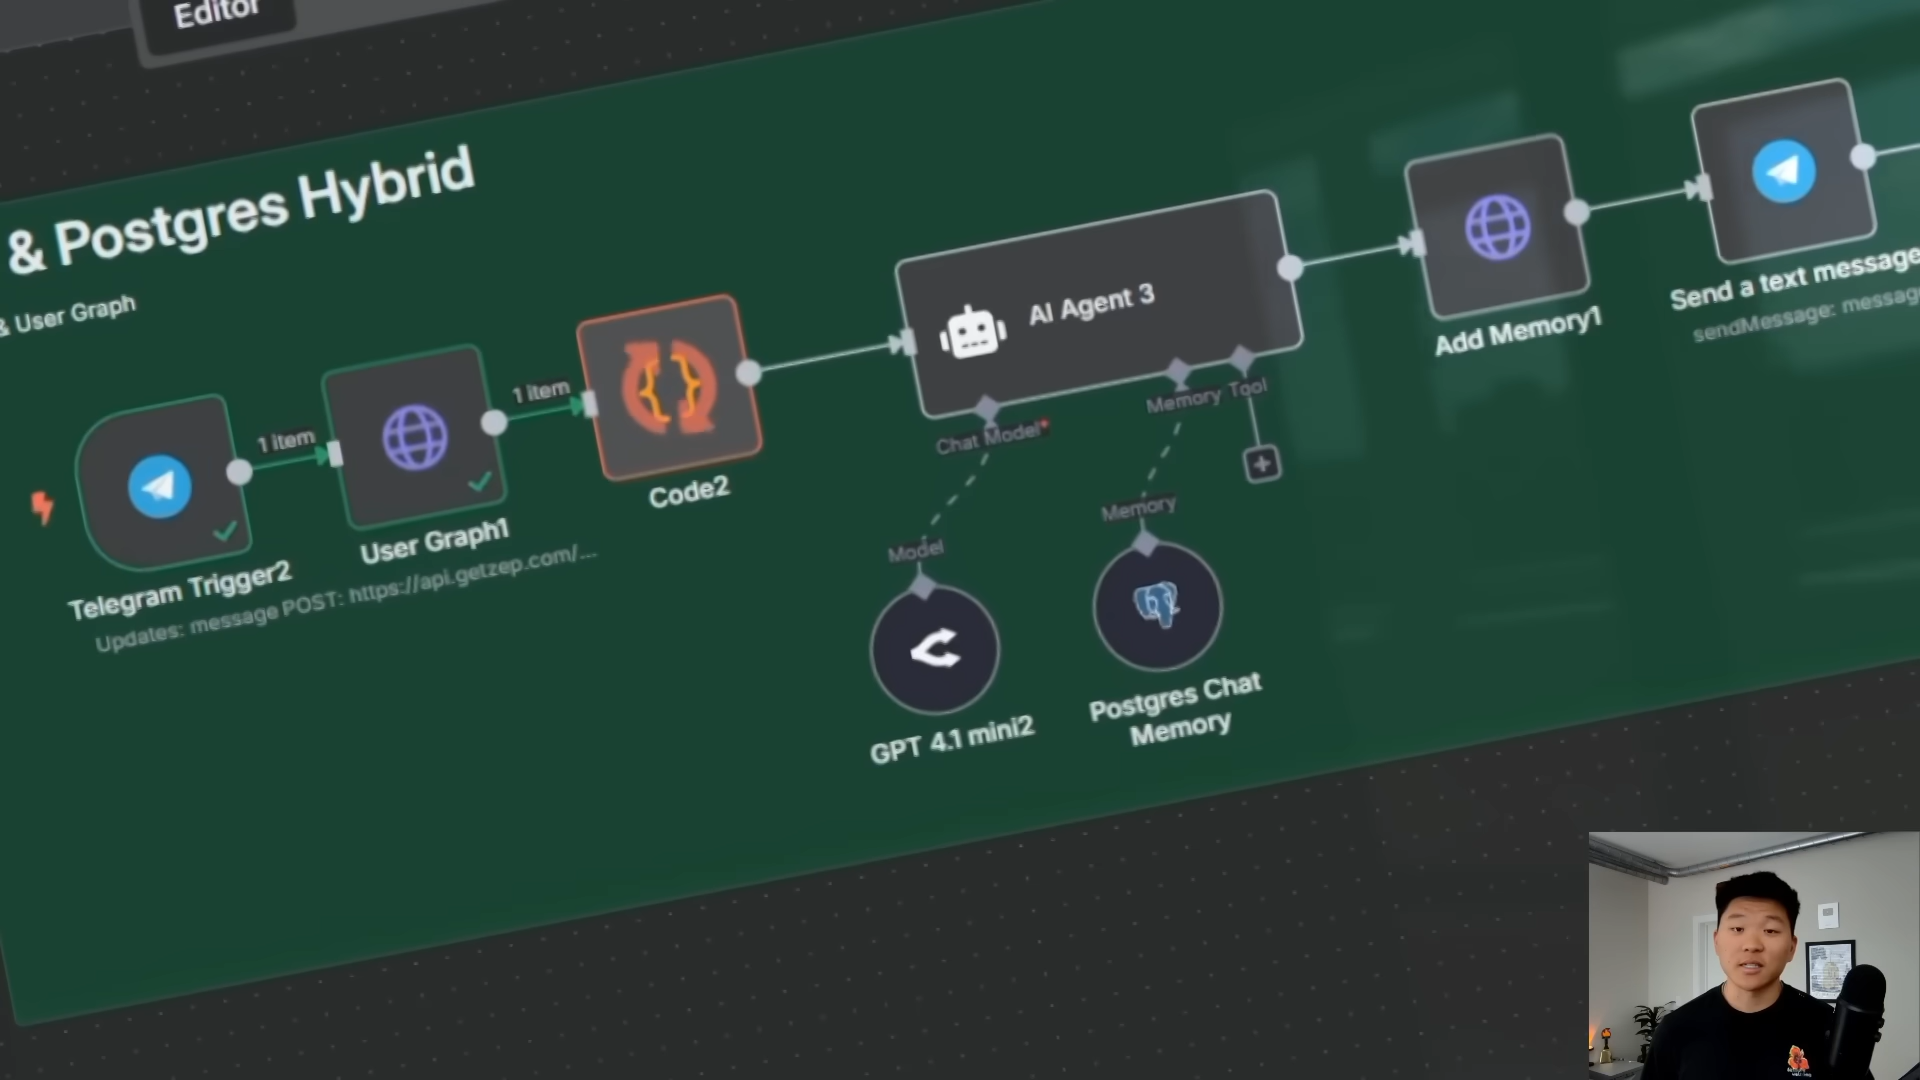 Editor
& Postgres Hybrid
& User Graph
1 item
1 item
AI Agent 3
Chat Model*
Memory
Tool
Memory
Model
Code2
User Graph1
POST: https://api.getzep.com/...
Telegram Trigger2
Updates: message
GPT 4.1 mini2
Postgres Chat
Memory
Add Memory1
Send a text message
sendMessage: messag